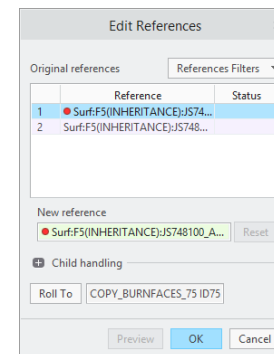 Edit References
Original references References Filters
Reference Status
1 Surf:F5(INHERITANCE):JS74...
2 Surf:F5(INHERITANCE):JS748...
New reference
Surf:F5(INHERITANCE):JS748100_A... Reset
Child handling
Roll To COPY_BURNFACES_75 ID75
Preview OK Cancel